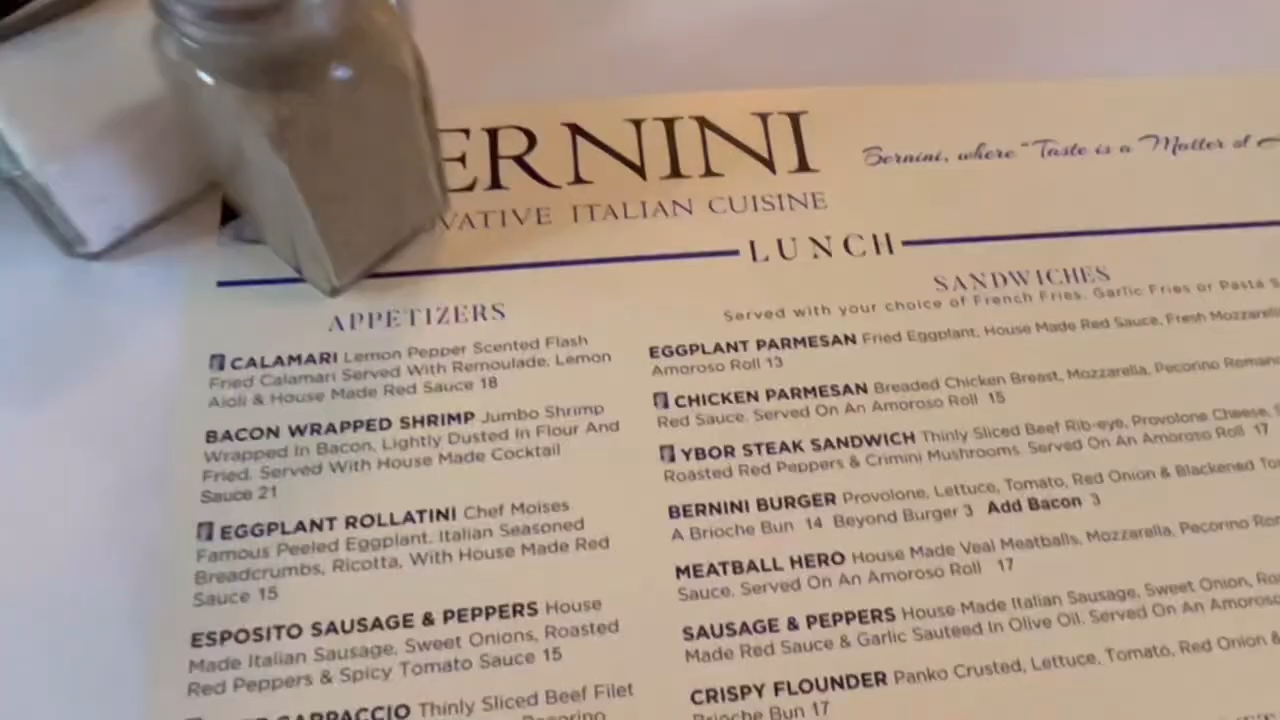 ERNINI
Bernini, where "Taste is a Matter of
VATIVE ITALIAN CUISINE
LUNCH
APPETIZERS
CALAMARI Lemon Pepper Scented Flash
Fried Calamari Served With Remoulade, Lemon
Aioli & House Made Red Sauce 18
BACON WRAPPED SHRIMP Jumbo Shrimp
Wrapped In Bacon, Lightly Dusted In Flour And
Fried. Served With House Made Cocktail
Sauce 21
EGGPLANT ROLLATINI Chef Moises
Famous Peeled Eggplant, Italian Seasoned
Breadcrumbs, Ricotta, With House Made Red
Sauce 15
ESPOSITO SAUSAGE & PEPPERS House
Made Italian Sausage, Sweet Onions, Roasted
Red Peppers & Spicy Tomato Sauce 15
CARPACCIO Thinly Sliced Beef Filet
Pecorino
SANDWICHES
Served with your choice of French Fries, Garlic Fries or Pasta
EGGPLANT PARMESAN Fried Eggplant, House Made Red Sauce, Fresh Mozzarella
Amoroso Roll 13
CHICKEN PARMESAN Breaded Chicken Breast, Mozzarella, Pecorino Romano
Red Sauce, Served On An Amoroso Roll 15
YBOR STEAK SANDWICH Thinly Sliced Beef Rib-eye, Provolone Cheese,
Roasted Red Peppers & Crimini Mushrooms. Served On An Amoroso Roll 17
BERNINI BURGER Provolone, Lettuce, Tomato, Red Onion & Blackened
A Brioche Bun 14 Beyond Burger 3 Add Bacon 3
MEATBALL HERO House Made Veal Meatballs, Mozzarella, Pecorino
Sauce, Served On An Amoroso Roll 17
SAUSAGE & PEPPERS House Made Italian Sausage, Sweet Onion,
Made Red Sauce & Garlic Sauteed In Olive Oil. Served On An Amoroso
CRISPY FLOUNDER Panko Crusted, Lettuce, Tomato, Red Onion &
Brioche Bun 17